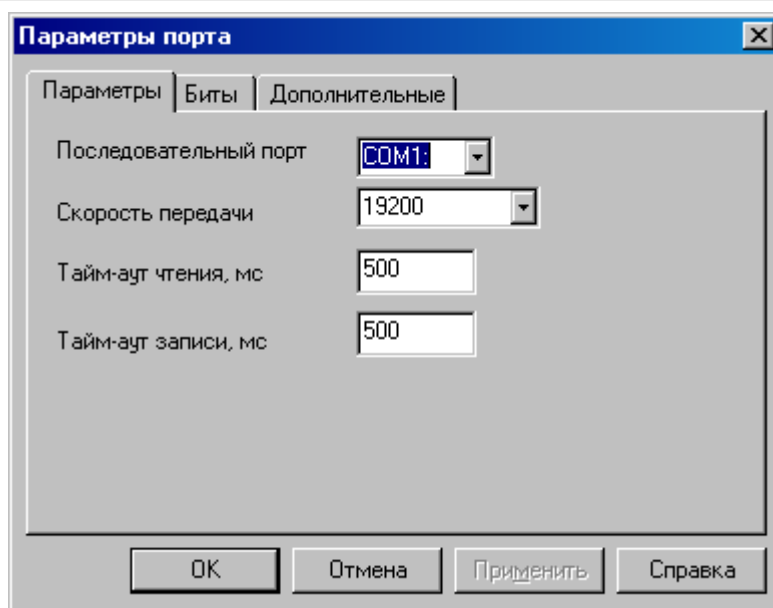 Параметры порта
Параметры Биты Дополнительные
Последовательный порт COM1:
Скорость передачи 19200
Тайм-аут чтения, мс 500
Тайм-аут записи, мс 500
OK Отмена Применить Справка